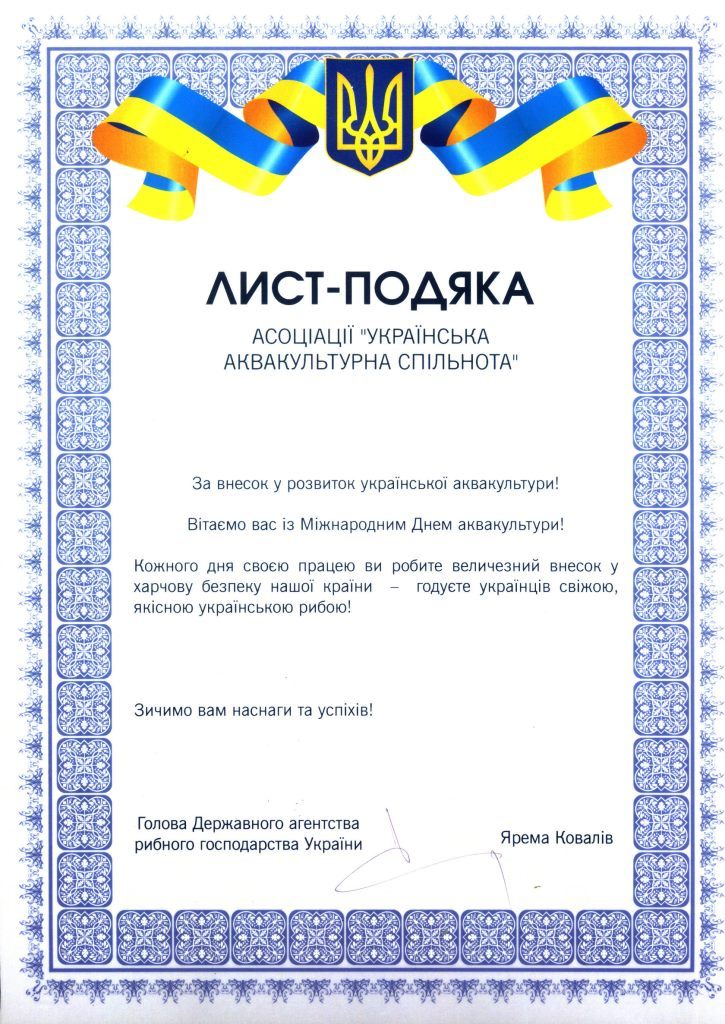 ЛИСТ-ПОДЯКА
АСОЦІАЦІЇ "УКРАЇНСЬКА
АКВАКУЛЬТУРНА СПІЛЬНОТА"
За внесок у розвиток української аквакультури!
Вітаємо вас із Міжнародним Днем аквакультури!
Кожного дня своєю працею ви робите величезний внесок у
харчову безпеку нашої країни – годуєте українців свіжою,
якісною українською рибою!
Зичимо вам наснаги та успіхів!
Голова Державного агентства
рибного господарства України
Ярема Ковалів